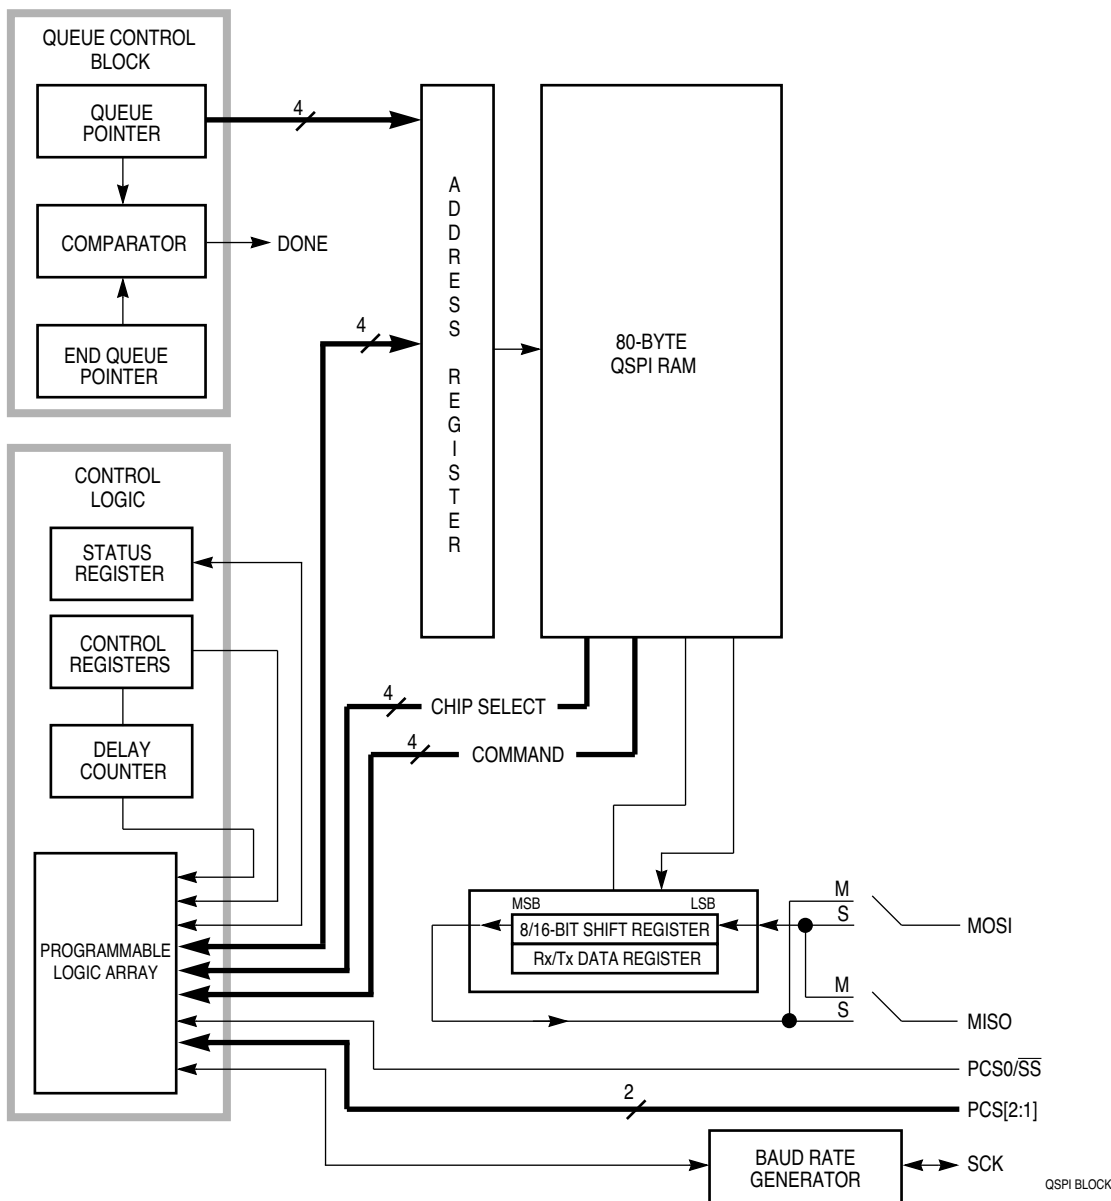 QUEUE CONTROL
BLOCK
QUEUE
POINTER
4
COMPARATOR
DONE
END QUEUE
POINTER
4
ADDRESS REGISTER
80-BYTE
QSPI RAM
CONTROL
LOGIC
STATUS
REGISTER
CONTROL
REGISTERS
DELAY
COUNTER
4
CHIP SELECT
4
COMMAND
PROGRAMMABLE
LOGIC ARRAY
MSB
LSB
8/16-BIT SHIFT REGISTER
Rx/Tx DATA REGISTER
M
S
MOSI
M
S
MISO
PCS0/S̅S̅
2
PCS[2:1]
BAUD RATE
GENERATOR
SCK
QSPI BLOCK